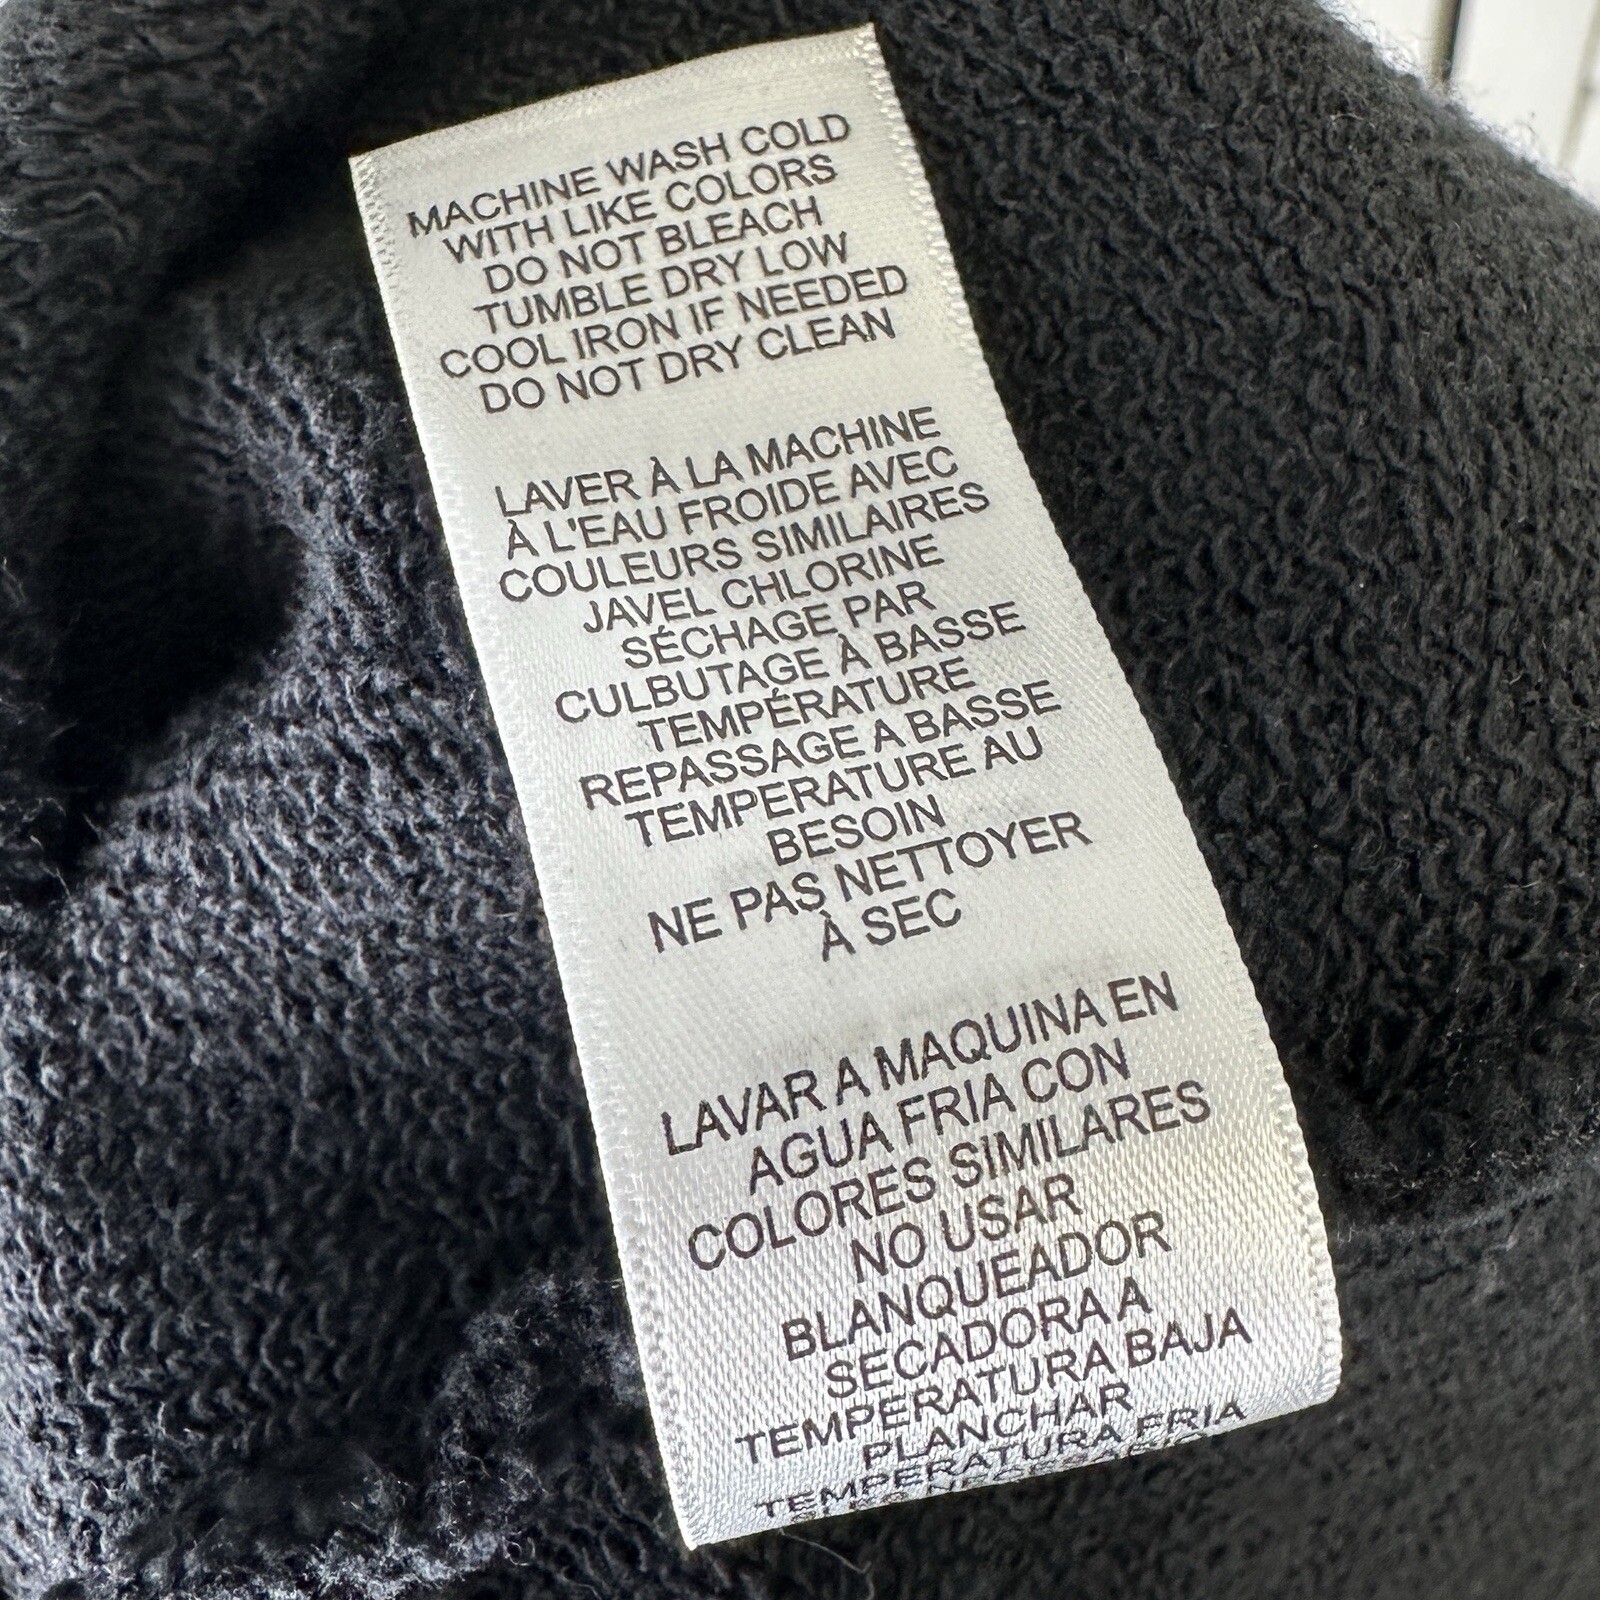 MACHINE WASH COLD
WITH LIKE COLORS
DO NOT BLEACH
TUMBLE DRY LOW
COOL IRON IF NEEDED
DO NOT DRY CLEAN
LAVER À LA MACHINE
À L'EAU FROIDE AVEC
COULEURS SIMILAIRES
JAVEL CHLORINE
SÉCHAGE PAR
CULBUTAGE À BASSE
TEMPÉRATURE
REPASSAGE A BASSE
TEMPERATURE AU
BESOIN
NE PAS NETTOYER
À SEC
LAVAR A MAQUINA EN
AGUA FRIA CON
COLORES SIMILARES
NO USAR
BLANQUEADOR
SECADORA A
TEMPERATURA BAJA
PLANCHAR
TEMPERATURA FRIA